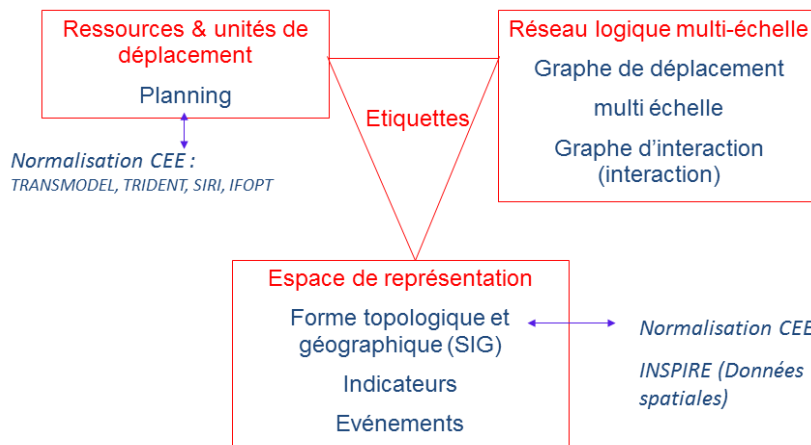 Ressources & unités de
déplacement
Planning
Normalisation CEE :
TRANSMODEL, TRIDENT, SIRI, IFOPT
Etiquettes
Réseau logique multi-échelle
Graphe de déplacement
multi échelle
Graphe d'interaction
(interaction)
Espace de représentation
Forme topologique et
géographique (SIG)
Indicateurs
Evénements
Normalisation CEE
INSPIRE (Données
spatiales)